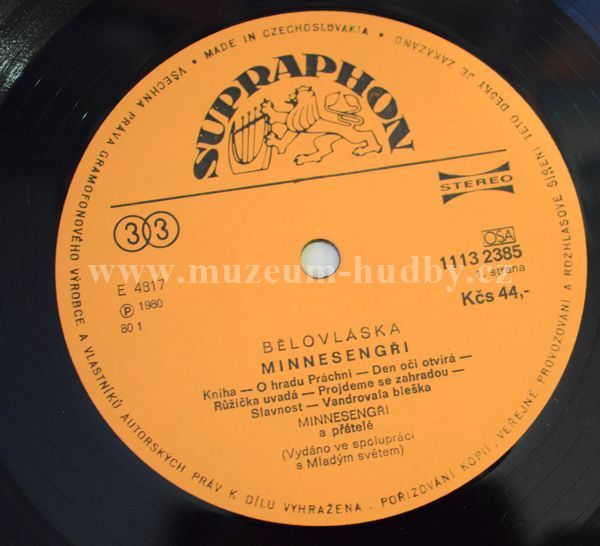 MADE IN CZECHOSLOVAKIA • VŠECHNA PRÁVA GRAMOFONOVÉHO VÝROBCE A VLASTNÍKŮ AUTORSKÝCH PRÁV K DÍLU VYHRAŽENA. POŘIZOVÁNÍ KOPIÍ, VEŘEJNÉ PROVOZOVÁNÍ A ROZHLASOVÉ ŠÍŘENÍ TÉTO DESKY JE ZAKÁZÁNO •
SUPRAPHON
STEREO
33
OSA
1113 2385
1. strana
Kčs 44,-
www.muzeum-hudby.cz
E 4817
Ⓟ 1980
80 1
BĚLOVLÁSKA
MINNESENGŘI
Kniha — O hradu Práchni — Den oči otvírá —
Růžička uvadá — Projdeme se zahradou —
Slavnost — Vandrovala bleška
MINNESENGŘI
a přátelé
(Vydáno ve spolupráci
s Mladým světem)